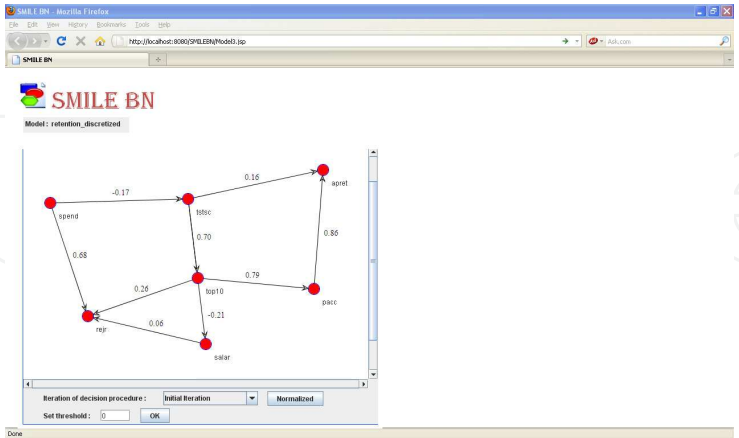 SMILE BN - Mozilla Firefox
File Edit View History Bookmarks Tools Help
http://localhost:8080/SMILEBN/Model3.jsp
Ask.com
SMILE BN
SMILE BN
Model : retention_discretized
0.16
apret
-0.17
spend
tstsc
0.70
0.86
0.68
0.79
0.26
top10
pacc
-0.21
0.06
rejr
salar
Iteration of decision procedure : Initial Iteration Normalized
Set threshold : 0 OK
Done